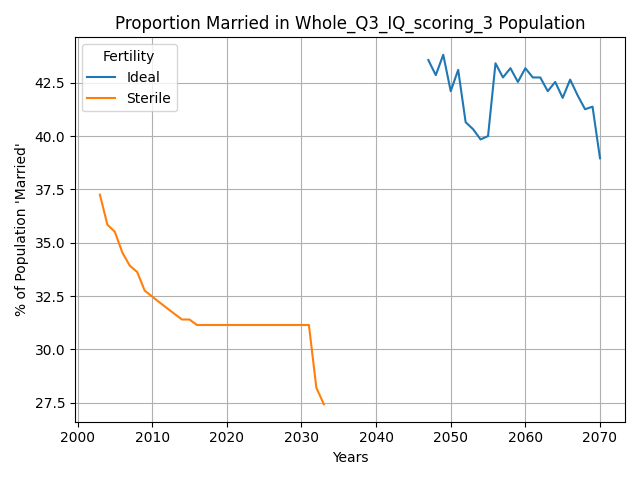 Proportion Married in Whole_Q3_IQ_scoring_3 Population
Fertility
Ideal
Sterile
% of Population 'Married'
42.5
40.0
37.5
35.0
32.5
30.0
27.5
2000 2010 2020 2030 2040 2050 2060 2070
Years